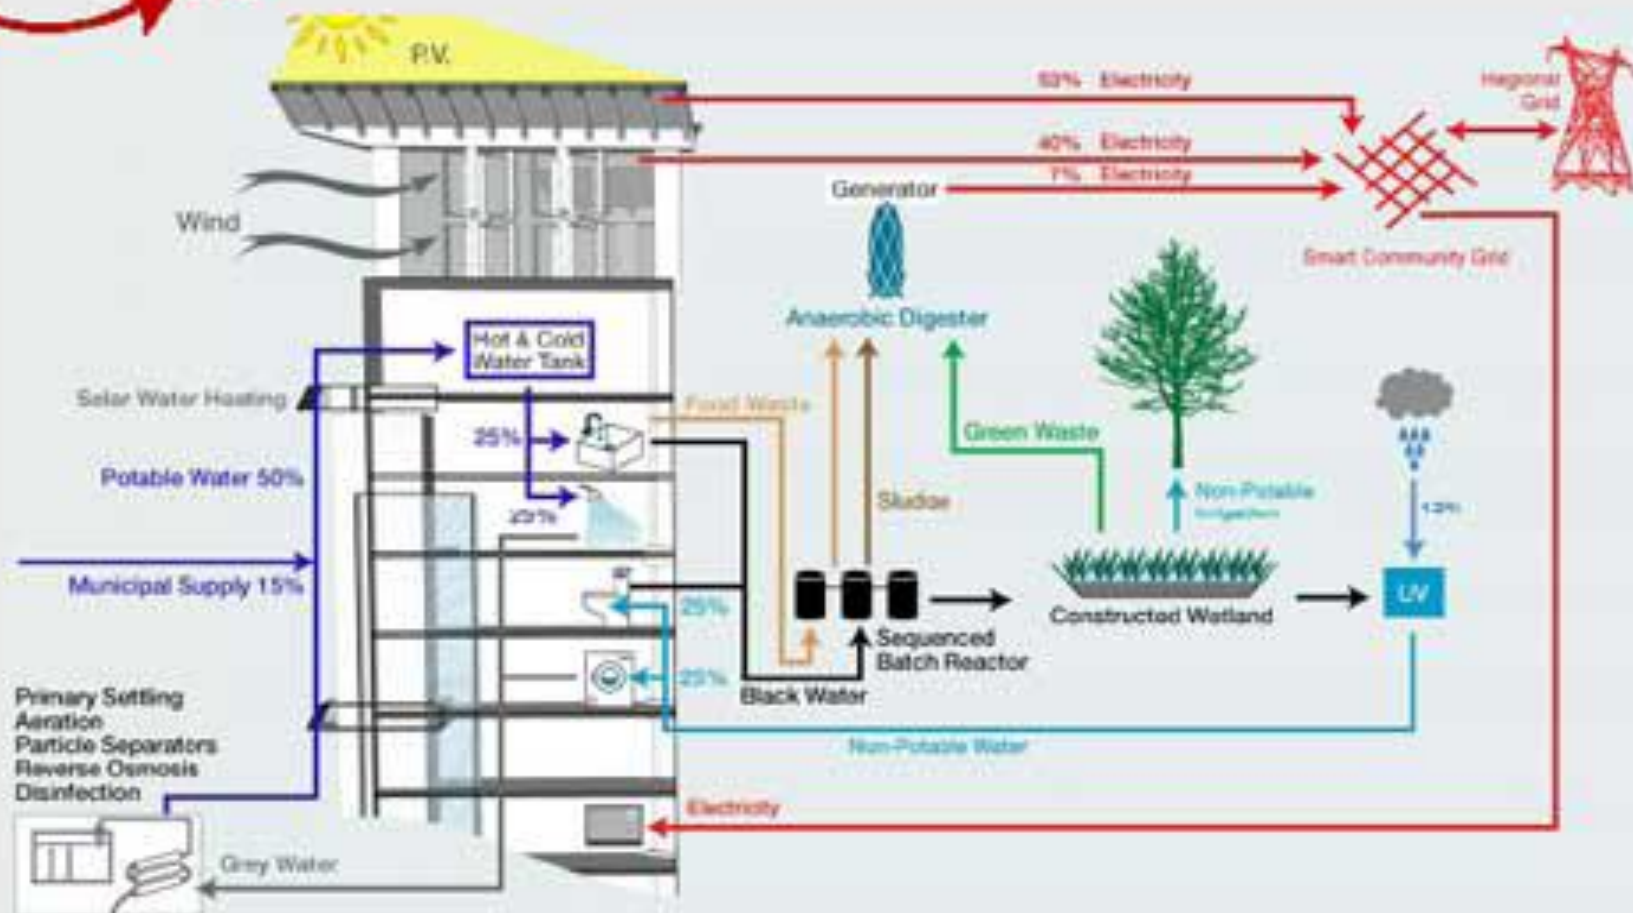 P.V.
53% Electricity
Regional
Grid
40% Electricity
7% Electricity
Generator
Wind
Smart Community Grid
Anaerobic Digester
Hot & Cold
Water Tank
Solar Water Heating
Food Waste
25%
Green Waste
Potable Water 50%
Non-Potable
Irrigation
Sludge
25%
Municipal Supply 15%
25%
UV
Constructed Wetland
Sequenced
Batch Reactor
25%
Black Water
Primary Settling
Aeration
Particle Separators
Reverse Osmosis
Disinfection
Non-Potable Water
Electricity
Grey Water